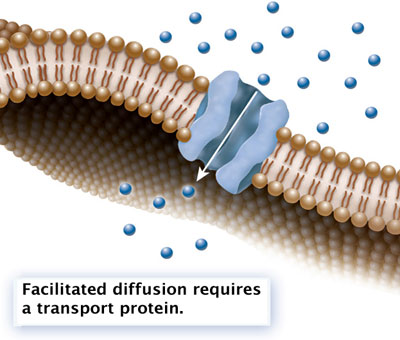 Facilitated diffusion requires
a transport protein.